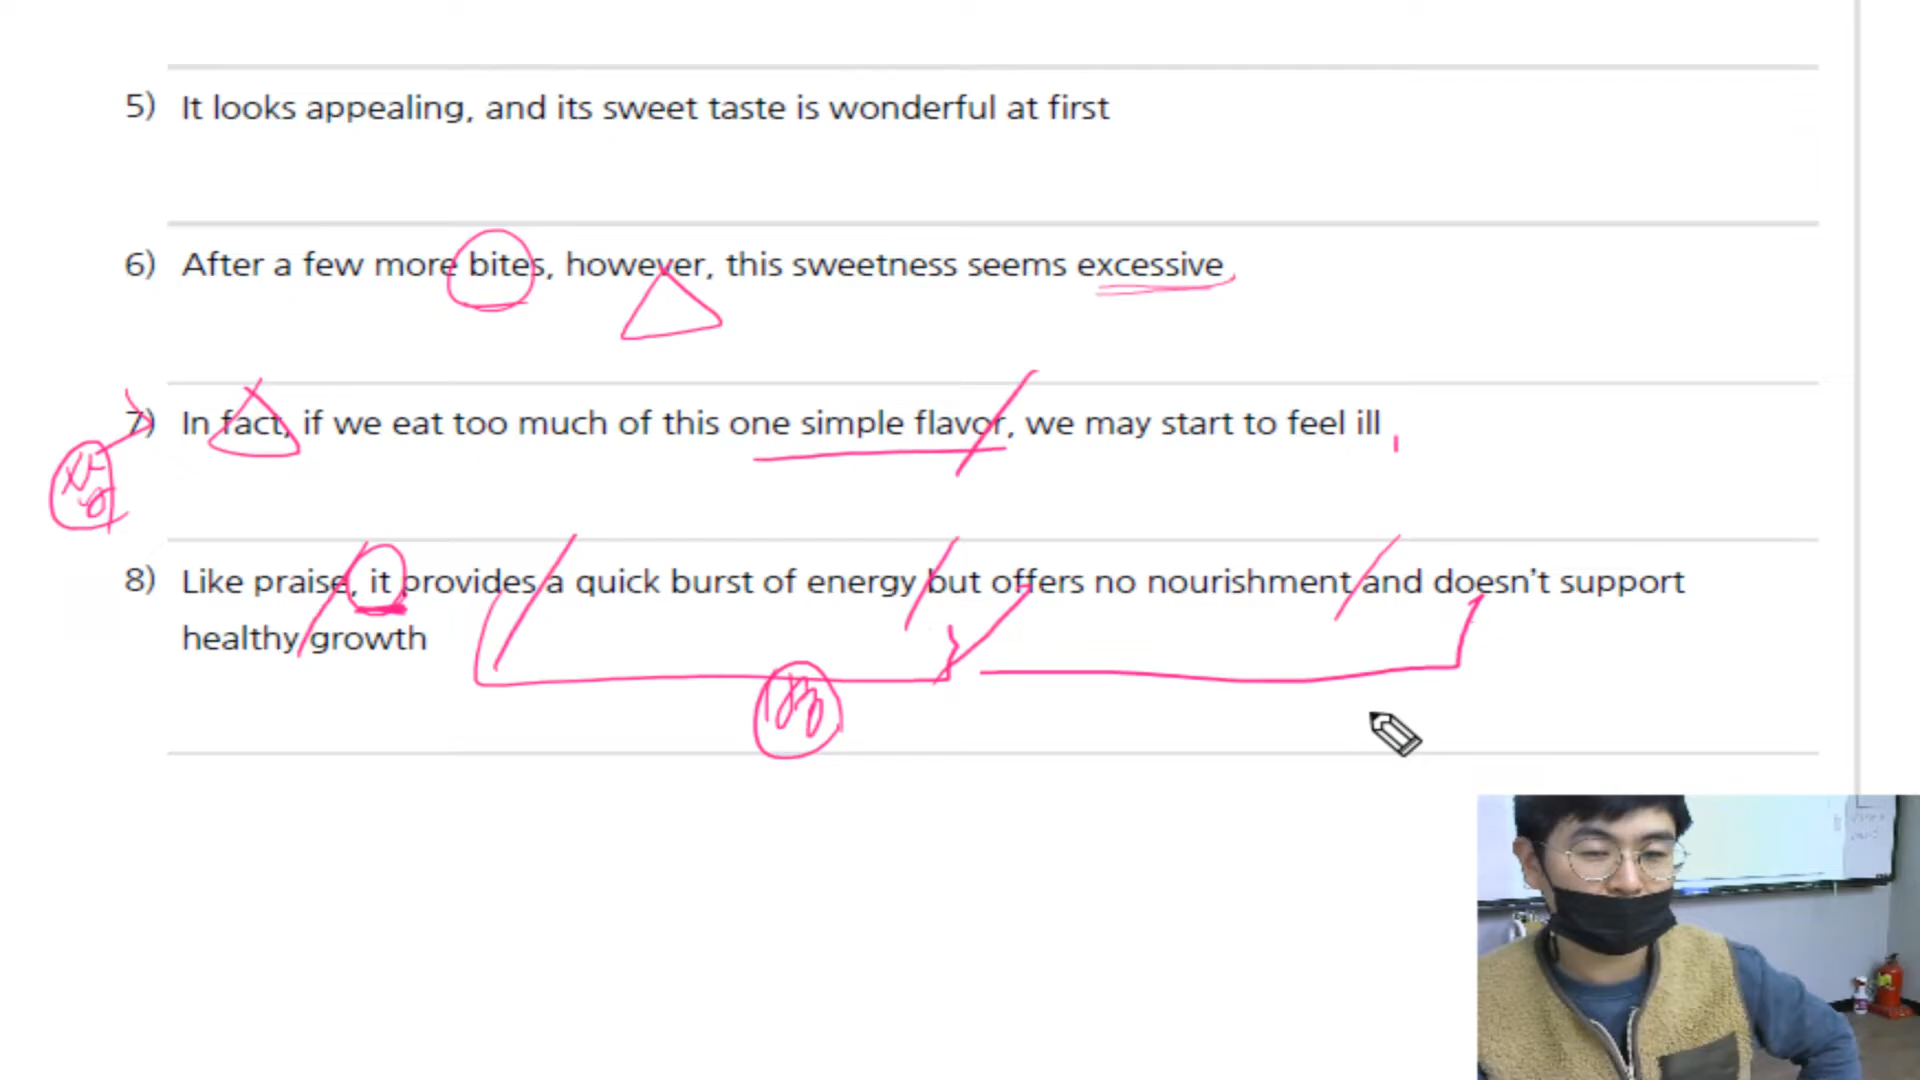 5) It looks appealing, and its sweet taste is wonderful at first
6) After a few more bites, however, this sweetness seems excessive
7) In fact, if we eat too much of this one simple flavor, we may start to feel ill
8) Like praise, it provides a quick burst of energy but offers no nourishment and doesn't support
healthy growth